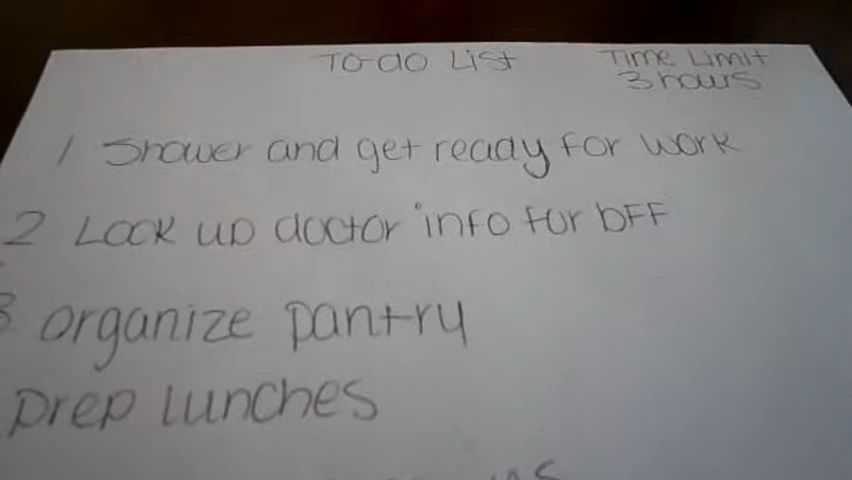 To-do List
Time Limit
3 hours
1 Shower and get ready for work
2 Look up doctor info for bFF
3 organize pantry
prep lunches